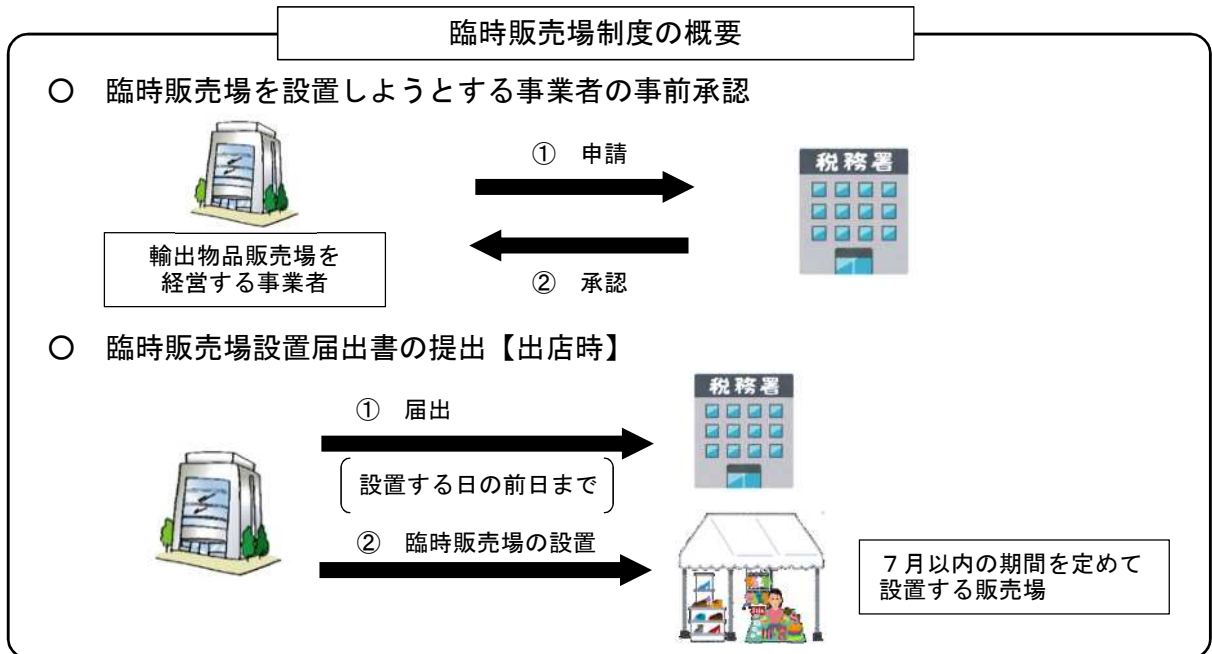 臨時販売場制度の概要
○ 臨時販売場を設置しようとする事業者の事前承認
① 申請
税務署
輸出物品販売場を
経営する事業者
② 承認
○ 臨時販売場設置届出書の提出【出店時】
① 届出
税務署
設置する日の前日まで
② 臨時販売場の設置
７月以内の期間を定めて
設置する販売場